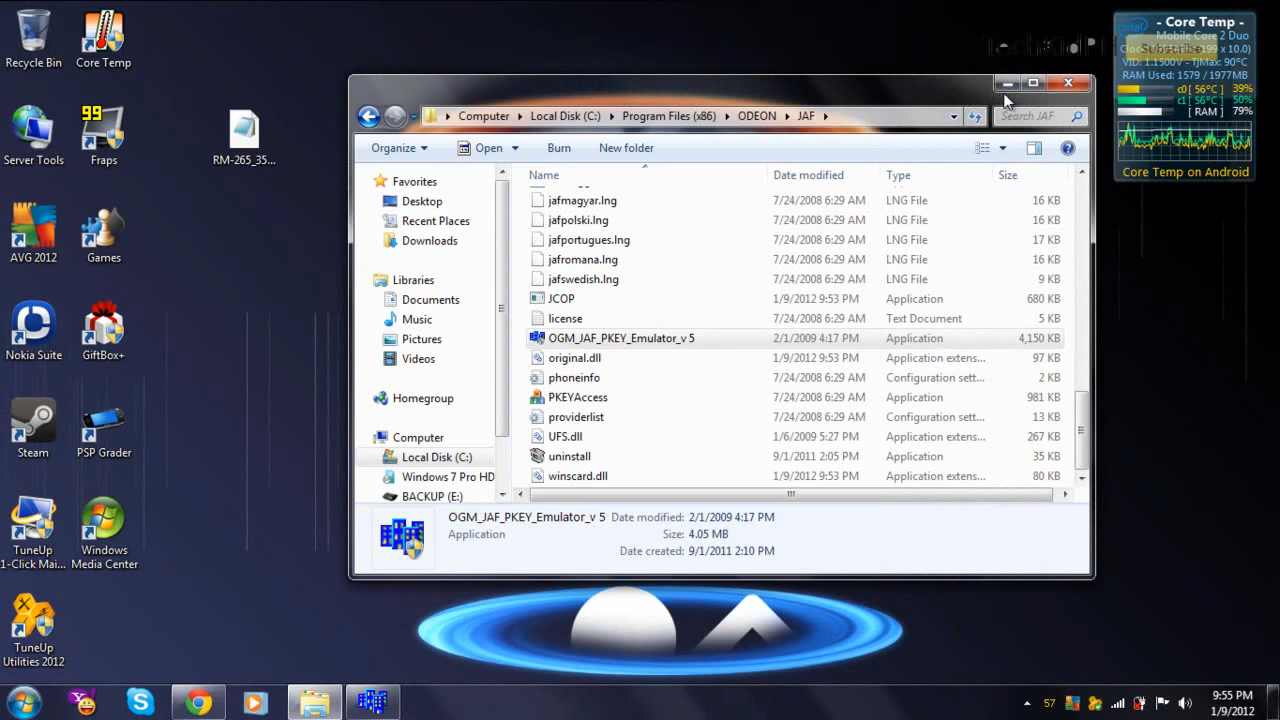 Recycle Bin
Core Temp
Server Tools
99
Fraps
RM-265_35...
AVG 2012
Games
Nokia Suite
GiftBox+
Steam
PSP Grader
TuneUp
1-Click Mai...
Windows
Media Center
TuneUp
Utilities 2012
Computer Local Disk (C:) Program Files (x86) ODEON JAF
Search JAF
Organize Open Burn New folder
Favorites
Desktop
Recent Places
Downloads
Libraries
Documents
Music
Pictures
Videos
Homegroup
Computer
Local Disk (C:)
Windows 7 Pro HD
BACKUP (E:)
Name Date modified Type Size
jafmagyar.lng 7/24/2008 6:29 AM LNG File 16 KB
jafpolski.lng 7/24/2008 6:29 AM LNG File 16 KB
jafportugues.lng 7/24/2008 6:29 AM LNG File 17 KB
jafromana.lng 7/24/2008 6:29 AM LNG File 16 KB
jafswedish.lng 7/24/2008 6:29 AM LNG File 9 KB
JCOP 1/9/2012 9:53 PM Application 680 KB
license 7/24/2008 6:29 AM Text Document 5 KB
OGM_JAF_PKEY_Emulator_v 5 2/1/2009 4:17 PM Application 4,150 KB
original.dll 1/9/2012 9:53 PM Application extens... 97 KB
phoneinfo 7/24/2008 6:29 AM Configuration sett... 2 KB
PKEYAccess 7/24/2008 6:29 AM Application 981 KB
providerlist 7/24/2008 6:29 AM Configuration sett... 13 KB
UFS.dll 1/6/2009 5:27 PM Application extens... 267 KB
uninstall 9/1/2011 2:05 PM Application 35 KB
winscard.dll 1/9/2012 9:53 PM Application extens... 80 KB
OGM_JAF_PKEY_Emulator_v 5 Date modified: 2/1/2009 4:17 PM
Application Size: 4.05 MB
Date created: 9/1/2011 2:10 PM
intel
- Core Temp -
Mobile Core 2 Duo
VID: 1.1500V - TjMax: 90°C
RAM Used: 1579 / 1977MB
c0 [ 56°C ] 39%
c1 [ 56°C ] 50%
[ RAM ] 79%
Core Temp on Android
57
9:55 PM
1/9/2012